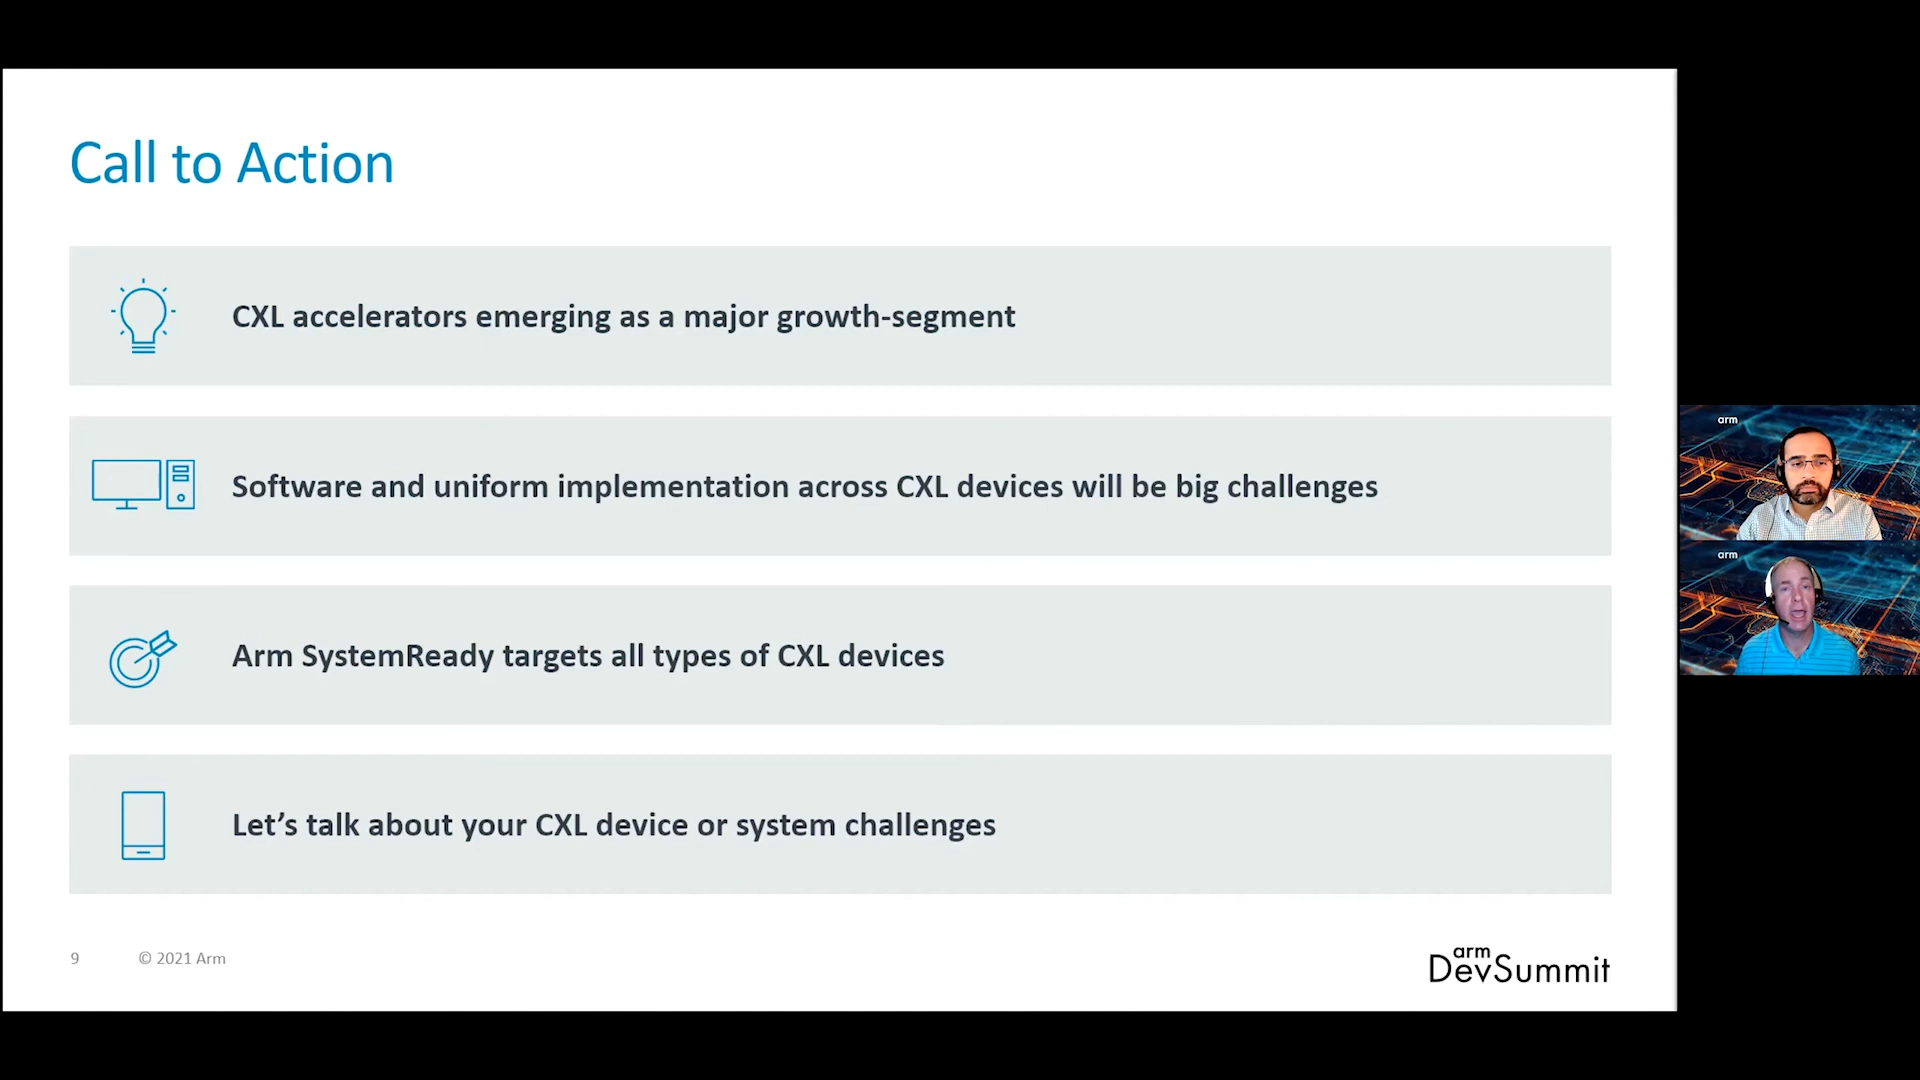 Call to Action
CXL accelerators emerging as a major growth-segment
Software and uniform implementation across CXL devices will be big challenges
Arm SystemReady targets all types of CXL devices
Let’s talk about your CXL device or system challenges
9 © 2021 Arm
arm
DevSummit
arm
arm